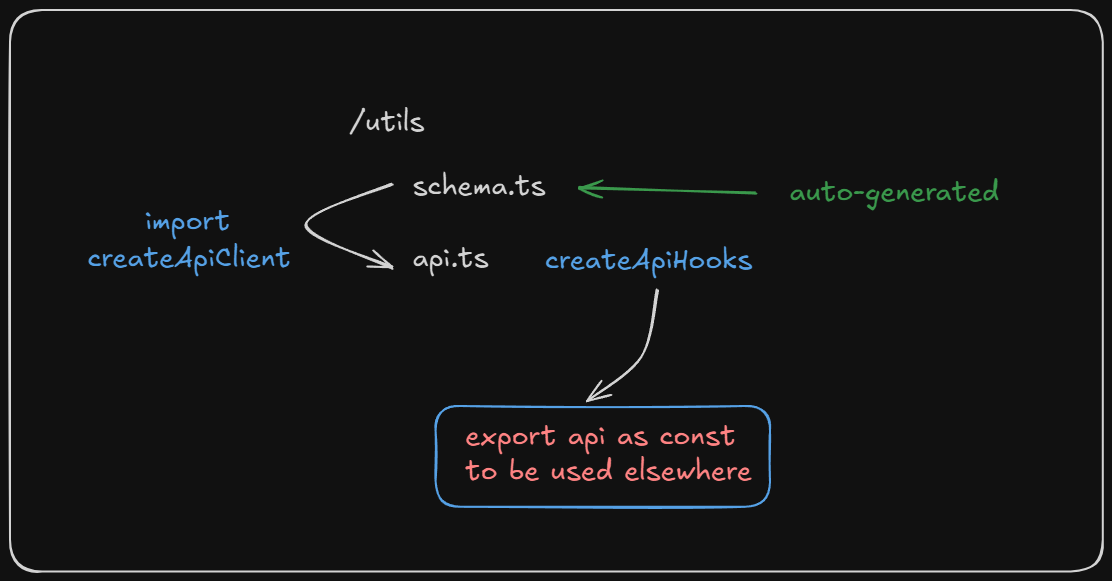 /utils
schema.ts
auto-generated
import
createApiClient
api.ts
createApiHooks
export api as const
to be used elsewhere